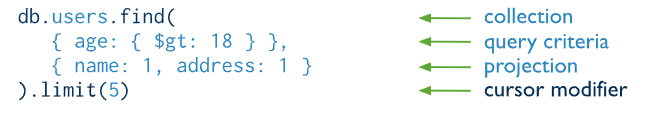 db.users.find( collection
{ age: { $gt: 18 } }, query criteria
{ name: 1, address: 1 } projection
).limit(5) cursor modifier